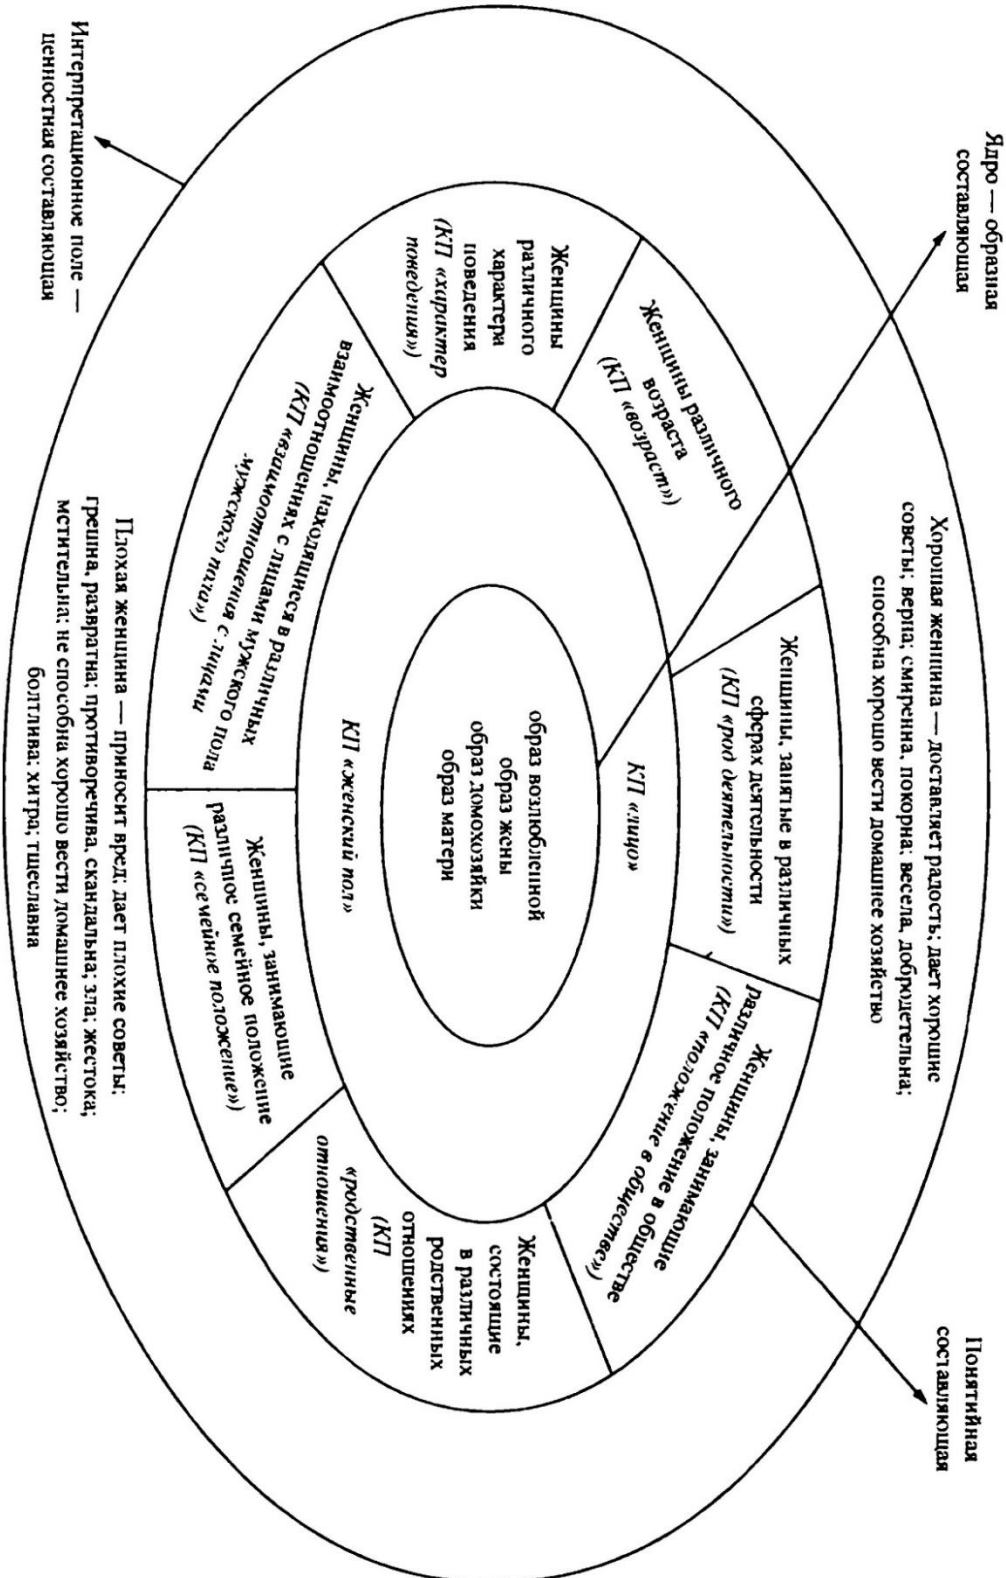 Ядро — образная
составляющая
Понятийная
составляющая
Хорошая женщина — доставляет радость; дает хорошие
советы; верна; смиренна, покорна; весела, добродетельна;
способна хорошо вести домашнее хозяйство
Женщины различного
возраста
(КП «возраст»)
Женщины, занятые в различных
сферах деятельности
(КП «род деятельности»)
Женщины, занимающие
различное положение в обществе
(КП «положение в обществе»)
КП «лицо»
Женщины
различного
характера
поведения
(КП «характер
поведения»)
образ возлюбленной
образ жены
образ домохозяйки
образ матери
Женщины,
состоящие
в различных
родственных
отношениях
(КП
«родственные
отношения»)
КП «женский пол»
Женщины, находящиеся в различных
взаимоотношениях с лицами мужского пола
(КП «взаимоотношения с лицами
мужского пола»)
Женщины, занимающие
различное семейное положение
(КП «семейное положение»)
Плохая женщина — приносит вред; дает плохие советы;
грешна, развратна; противоречива, скандальна; зла; жестока;
мстительна; не способна хорошо вести домашнее хозяйство;
болтлива; хитра; тщеславна
Интерпретационное поле —
ценностная составляющая